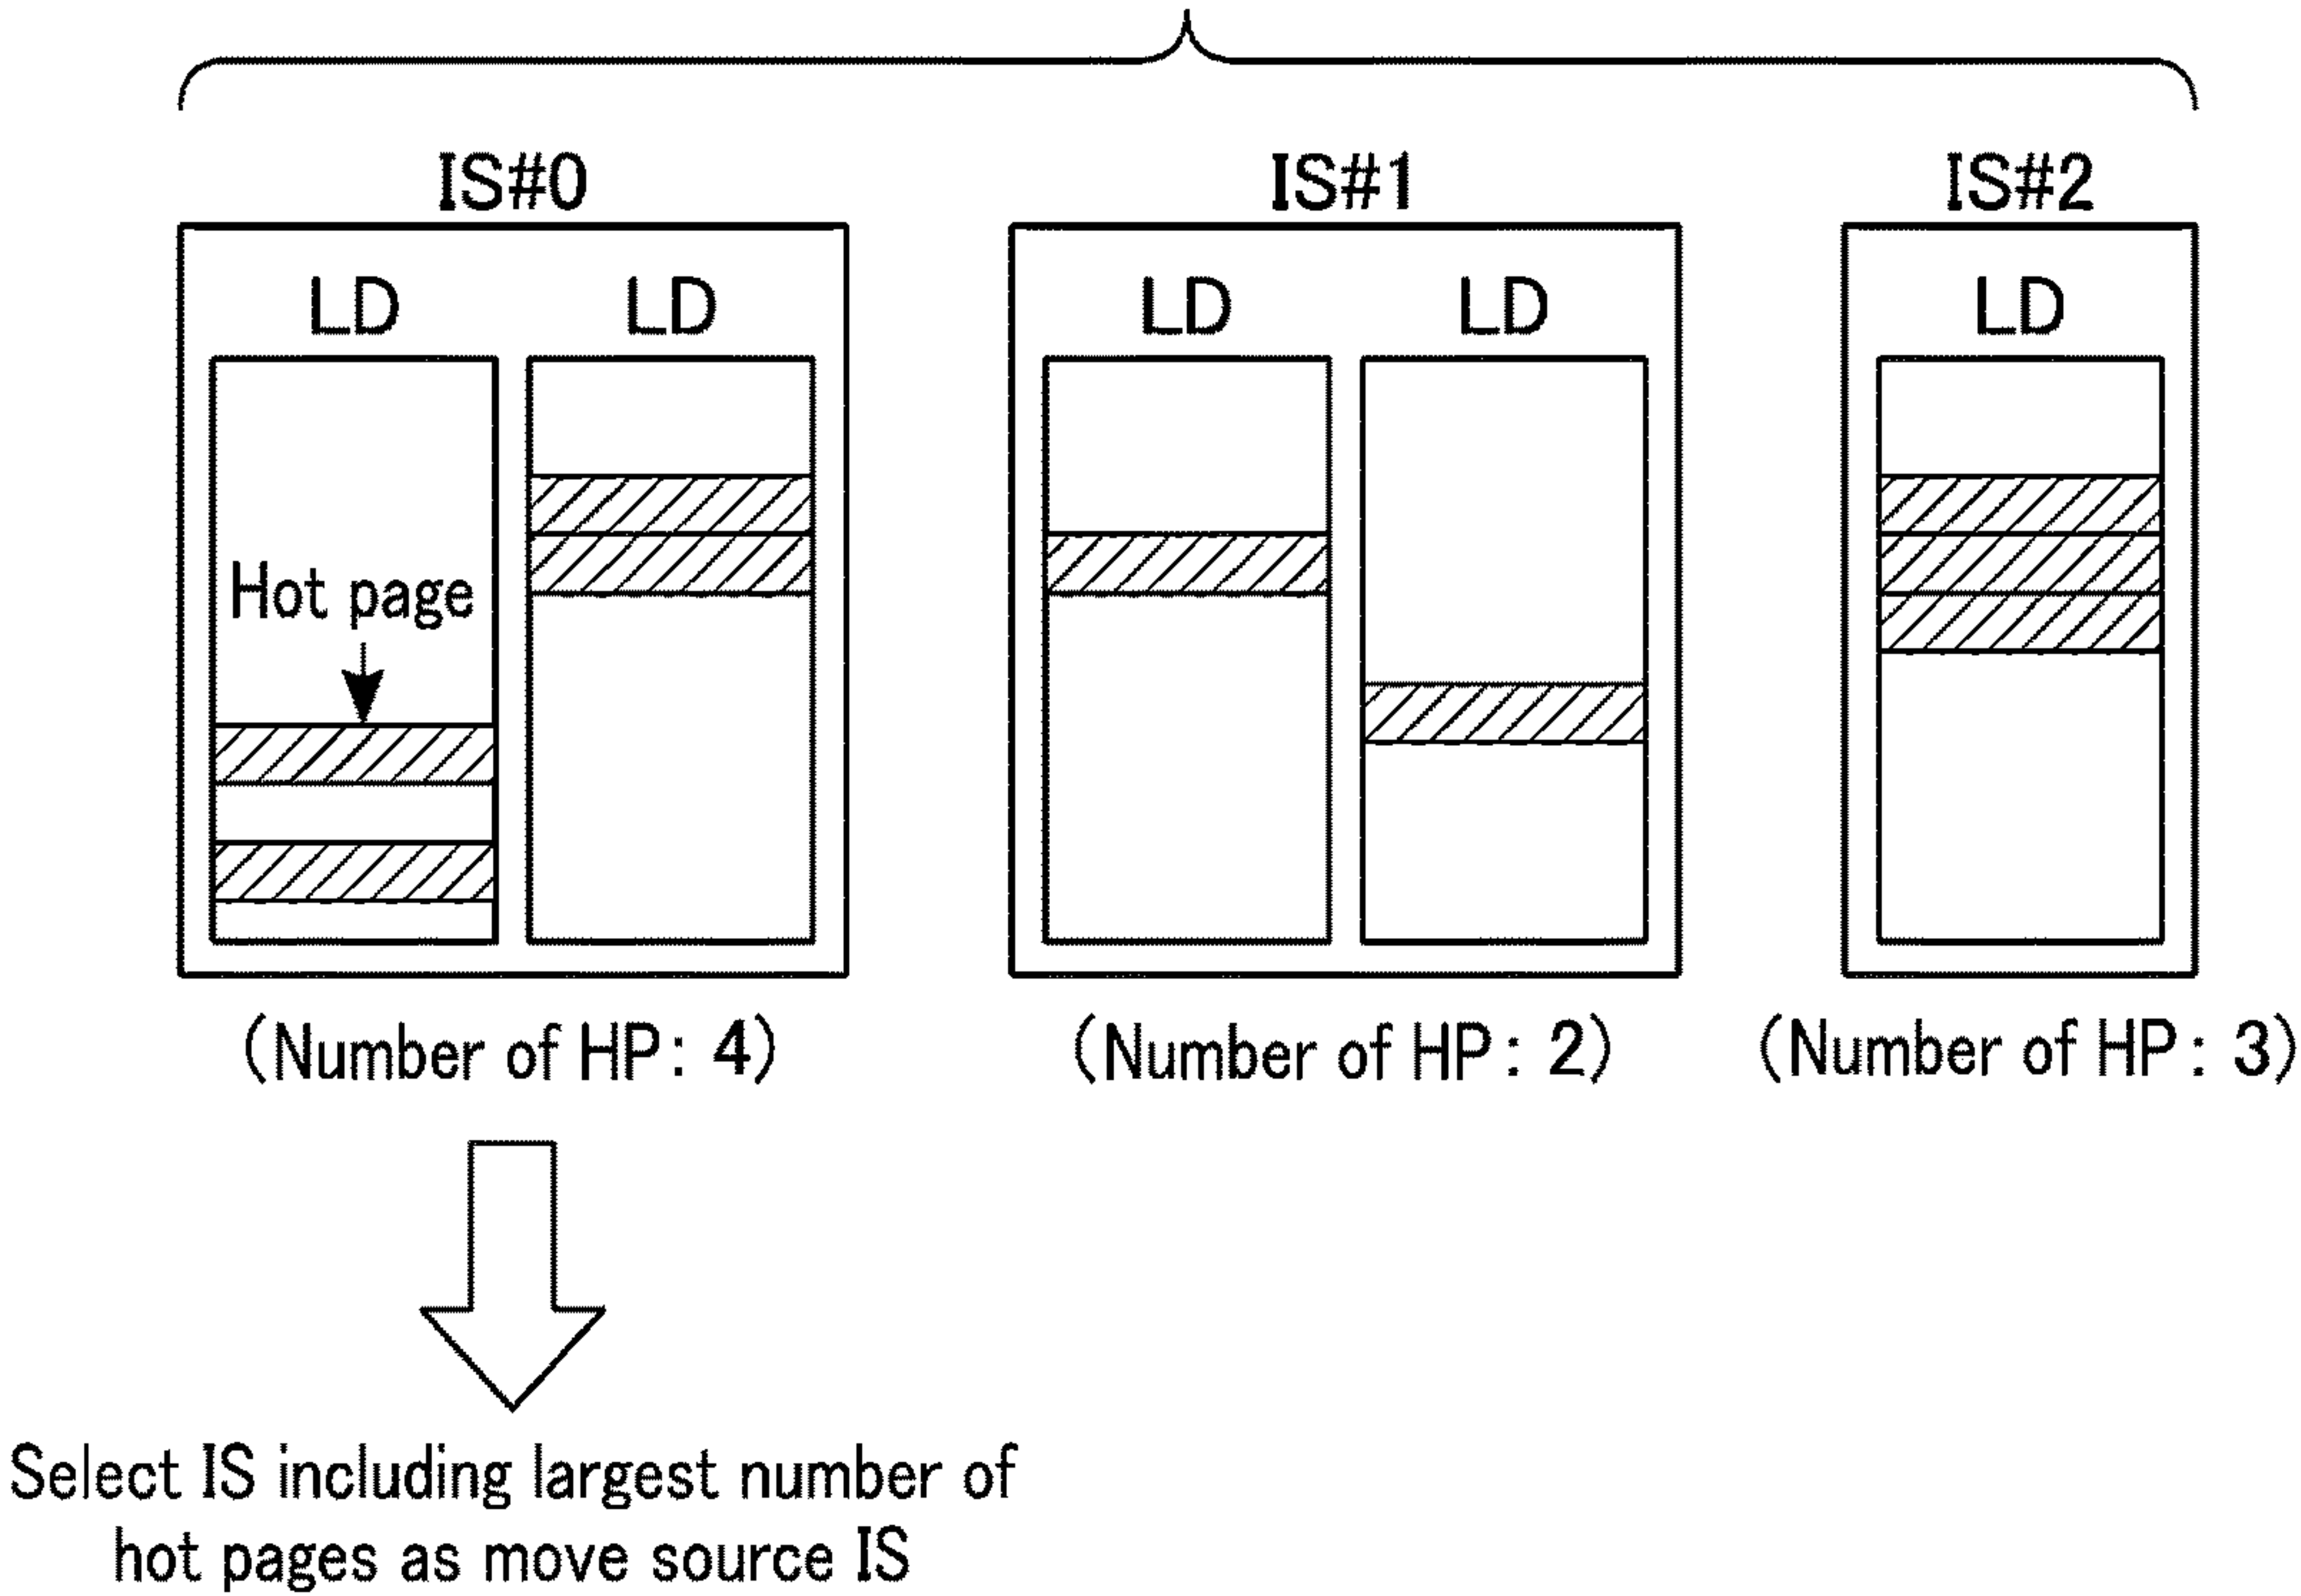 IS#0 IS#1 IS#2
LD LD LD LD LD
Hot page
(Number of HP: 4) (Number of HP: 2) (Number of HP: 3)
Select IS including largest number of
hot pages as move source IS